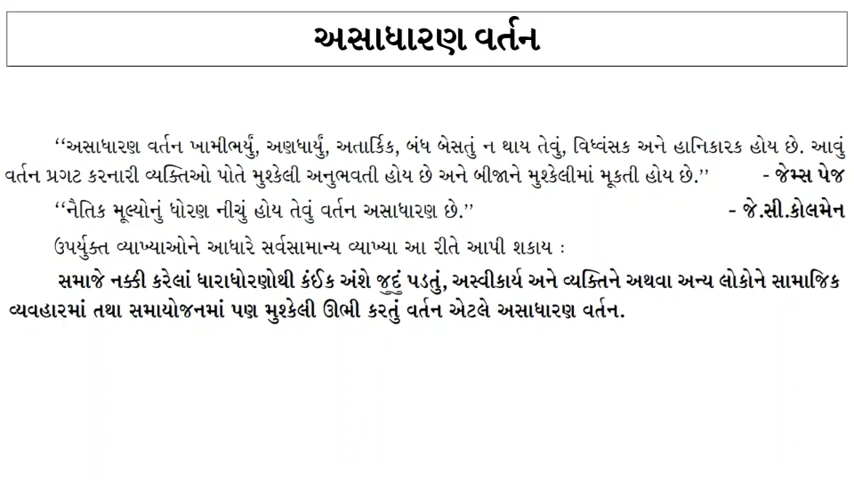 અસાધારણ વર્તન
‘‘અસાધારણ વર્તન ખામીભર્યું, અણધાર્યું, અતાર્કિક, બંધ બેસતું ન થાય તેવું, વિધ્વંસક અને હાનિકારક હોય છે. આવું
વર્તન પ્રગટ કરનારી વ્યક્તિઓ પોતે મુશ્કેલી અનુભવતી હોય છે અને બીજાને મુશ્કેલીમાં મૂકતી હોય છે.’’ - જેમ્સ પેજ
‘‘નૈતિક મૂલ્યોનું ધોરણ નીચું હોય તેવું વર્તન અસાધારણ છે.’’ - જે.સી.કોલમેન
ઉપર્યુક્ત વ્યાખ્યાઓને આધારે સર્વસામાન્ય વ્યાખ્યા આ રીતે આપી શકાય :
સમાજે નક્કી કરેલાં ધારાધોરણોથી કંઈક અંશે જુદું પડતું, અસ્વીકાર્ય અને વ્યક્તિને અથવા અન્ય લોકોને સામાજિક
વ્યવહારમાં તથા સમાયોજનમાં પણ મુશ્કેલી ઊભી કરતું વર્તન એટલે અસાધારણ વર્તન.